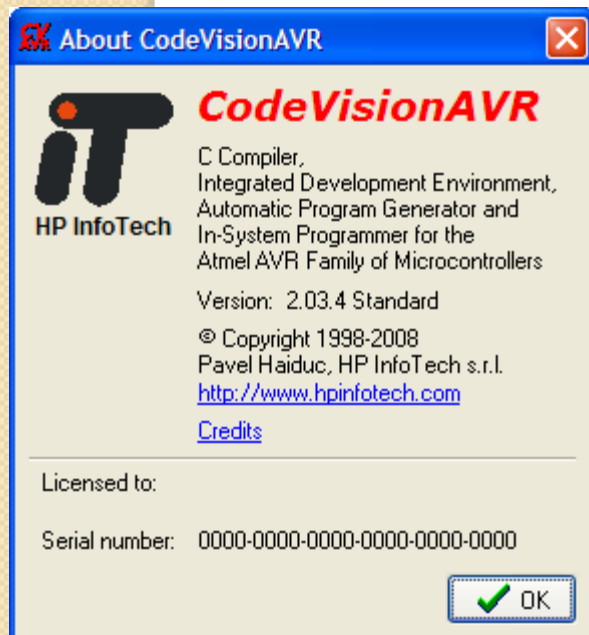 About CodeVisionAVR
iT
HP InfoTech
CodeVisionAVR
C Compiler,
Integrated Development Environment,
Automatic Program Generator and
In-System Programmer for the
Atmel AVR Family of Microcontrollers
Version: 2.03.4 Standard
© Copyright 1998-2008
Pavel Haiduc, HP InfoTech s.r.l.
http://www.hpinfotech.com
Credits
Licensed to:
Serial number: 0000-0000-0000-0000-0000-0000
OK